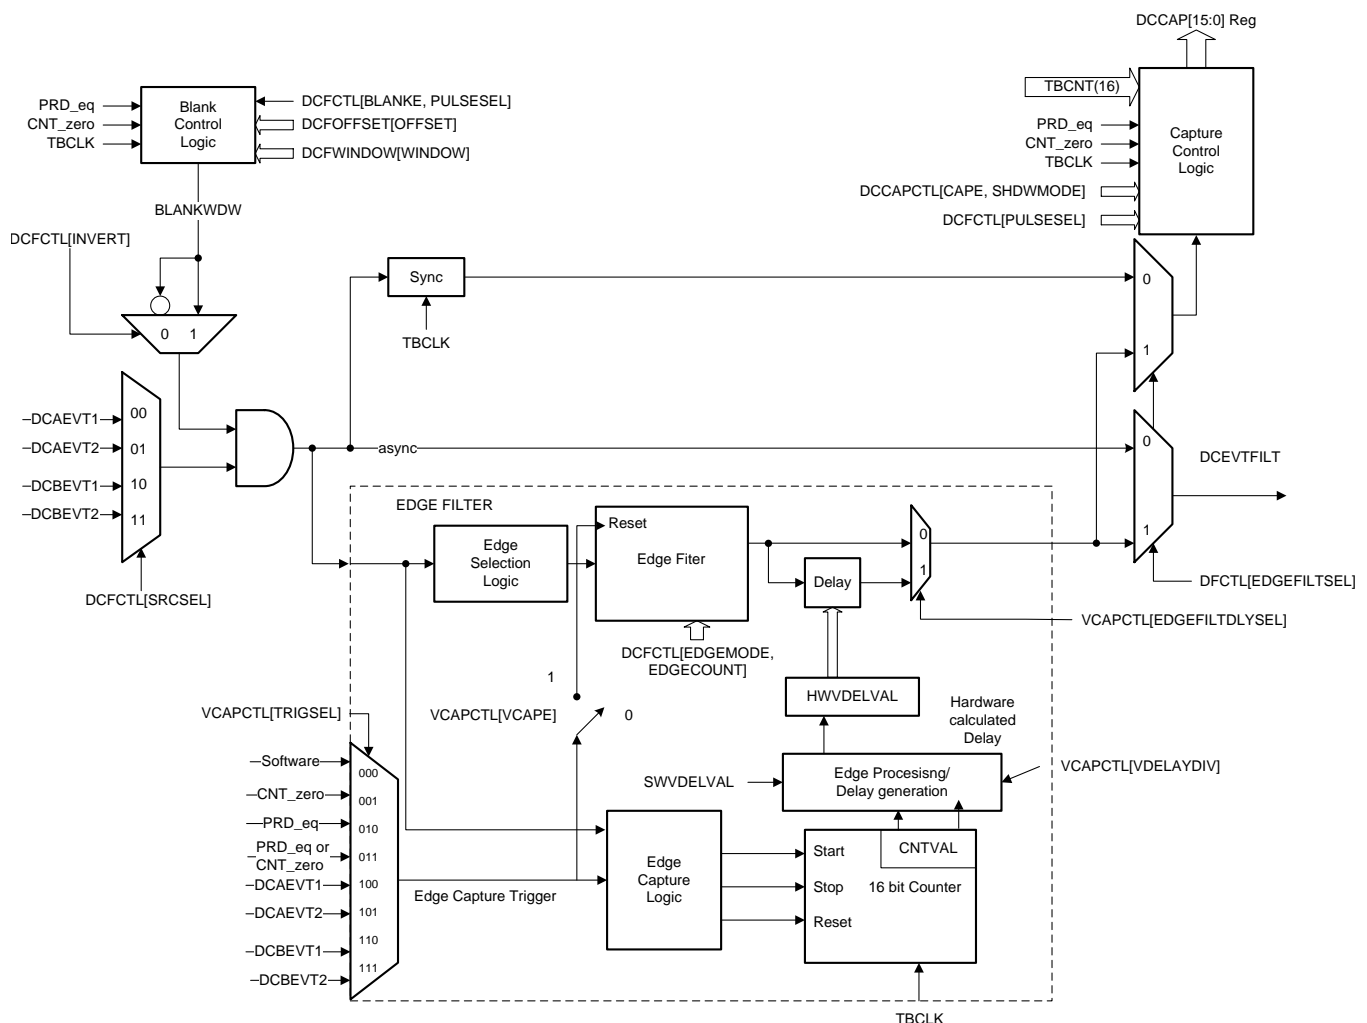 DCCAP[15:0] Reg
TBCNT(16)
PRD_eq
CNT_zero
TBCLK
Blank
Control
Logic
DCFCTL[BLANKE, PULSESEL]
DCFOFFSET[OFFSET]
DCFWINDOW[WINDOW]
PRD_eq
CNT_zero
TBCLK
DCCAPCTL[CAPE, SHDWMODE]
DCFCTL[PULSESEL]
Capture
Control
Logic
BLANKWDW
DCFCTL[INVERT]
0 1
Sync
TBCLK
0
1
DCAEVT1
DCAEVT2
DCBEVT1
DCBEVT2
00
01
10
11
DCFCTL[SRCSEL]
async
0
1
DCEVTFILT
DFCTL[EDGEFILTSEL]
EDGE FILTER
Edge
Selection
Logic
Reset
Edge Fiter
DCFCTL[EDGEMODE,
EDGECOUNT]
Delay
0
1
VCAPCTL[EDGEFILTDLYSEL]
1
VCAPCTL[VCAPE]
0
HWVDELVAL
Hardware
calculated
Delay
VCAPCTL[TRIGSEL]
Software
CNT_zero
PRD_eq
PRD_eq or
CNT_zero
DCAEVT1
DCAEVT2
DCBEVT1
DCBEVT2
000
001
010
011
100
101
110
111
Edge Capture Trigger
SWVDELVAL
Edge Procesisng/
Delay generation
VCAPCTL[VDELAYDIV]
Edge
Capture
Logic
Start
Stop
Reset
CNTVAL
16 bit Counter
TBCLK